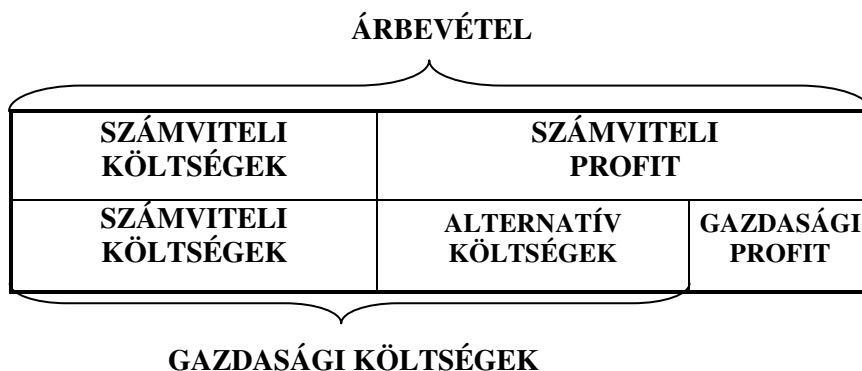 ÁRBEVÉTEL
SZÁMVITELI
KÖLTSÉGEK
SZÁMVITELI
PROFIT
SZÁMVITELI
KÖLTSÉGEK
ALTERNATÍV
KÖLTSÉGEK
GAZDASÁGI
PROFIT
GAZDASÁGI KÖLTSÉGEK